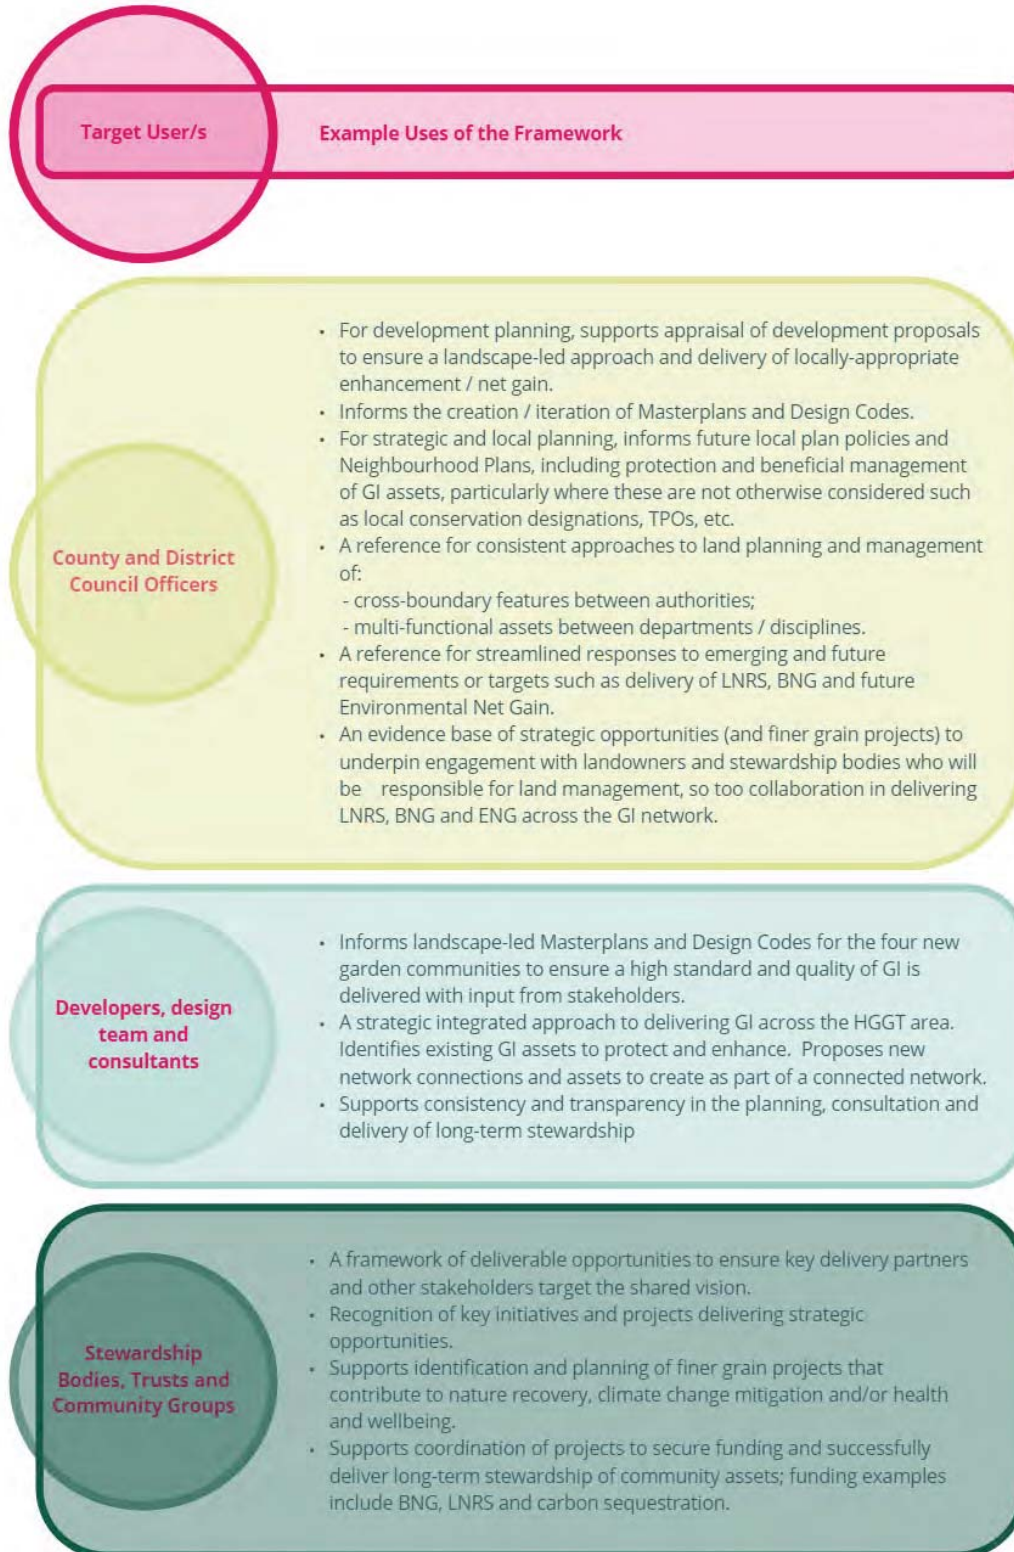 Target User/s
Example Uses of the Framework
County and District
Council Officers
• For development planning, supports appraisal of development proposals
to ensure a landscape-led approach and delivery of locally-appropriate
enhancement / net gain.
• Informs the creation / iteration of Masterplans and Design Codes.
• For strategic and local planning, informs future local plan policies and
Neighbourhood Plans, including protection and beneficial management
of GI assets, particularly where these are not otherwise considered such
as local conservation designations, TPOs, etc.
• A reference for consistent approaches to land planning and management
of:
- cross-boundary features between authorities;
- multi-functional assets between departments / disciplines.
• A reference for streamlined responses to emerging and future
requirements or targets such as delivery of LNRS, BNG and future
Environmental Net Gain.
• An evidence base of strategic opportunities (and finer grain projects) to
underpin engagement with landowners and stewardship bodies who will
be responsible for land management, so too collaboration in delivering
LNRS, BNG and ENG across the GI network.
Developers, design
team and
consultants
• Informs landscape-led Masterplans and Design Codes for the four new
garden communities to ensure a high standard and quality of GI is
delivered with input from stakeholders.
• A strategic integrated approach to delivering GI across the HGGT area.
Identifies existing GI assets to protect and enhance. Proposes new
network connections and assets to create as part of a connected network.
• Supports consistency and transparency in the planning, consultation and
delivery of long-term stewardship
Stewardship
Bodies, Trusts and
Community Groups
• A framework of deliverable opportunities to ensure key delivery partners
and other stakeholders target the shared vision.
• Recognition of key initiatives and projects delivering strategic
opportunities.
• Supports identification and planning of finer grain projects that
contribute to nature recovery, climate change mitigation and/or health
and wellbeing.
• Supports coordination of projects to secure funding and successfully
deliver long-term stewardship of community assets; funding examples
include BNG, LNRS and carbon sequestration.